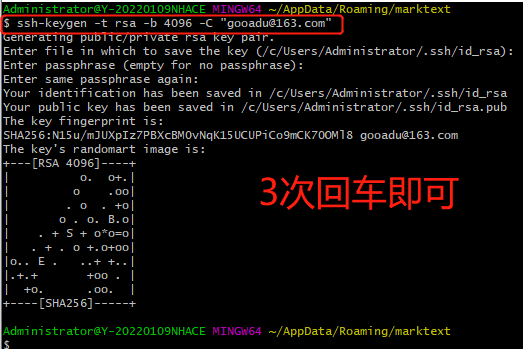 Administrator@Y-20220109NHACE MINGW64 ~/AppData/Roaming/marktext
$ ssh-keygen -t rsa -b 4096 -C "gooadu@163.com"
Generating public/private rsa key pair.
Enter file in which to save the key (/c/Users/Administrator/.ssh/id_rsa):
Enter passphrase (empty for no passphrase):
Enter same passphrase again:
Your identification has been saved in /c/Users/Administrator/.ssh/id_rsa
Your public key has been saved in /c/Users/Administrator/.ssh/id_rsa.pub
The key fingerprint is:
SHA256:N15u/mJUXpIz7PBXcBMOvNqK15UCUPiCo9mCK7OOMl8 gooadu@163.com
The key's randomart image is:
+---[RSA 4096]----+
|           o.  o+.|
|          o    .oo|
|         . o  . +o|
|        o . o. B.o|
|     . + S + o*o=o|
|    . + . o +.o+oo|
|o.. E .    ..+ +..|
|.+.+       +oo .  |
|  +o.      .oo.   |
+----[SHA256]-----+
3次回车即可
Administrator@Y-20220109NHACE MINGW64 ~/AppData/Roaming/marktext
$